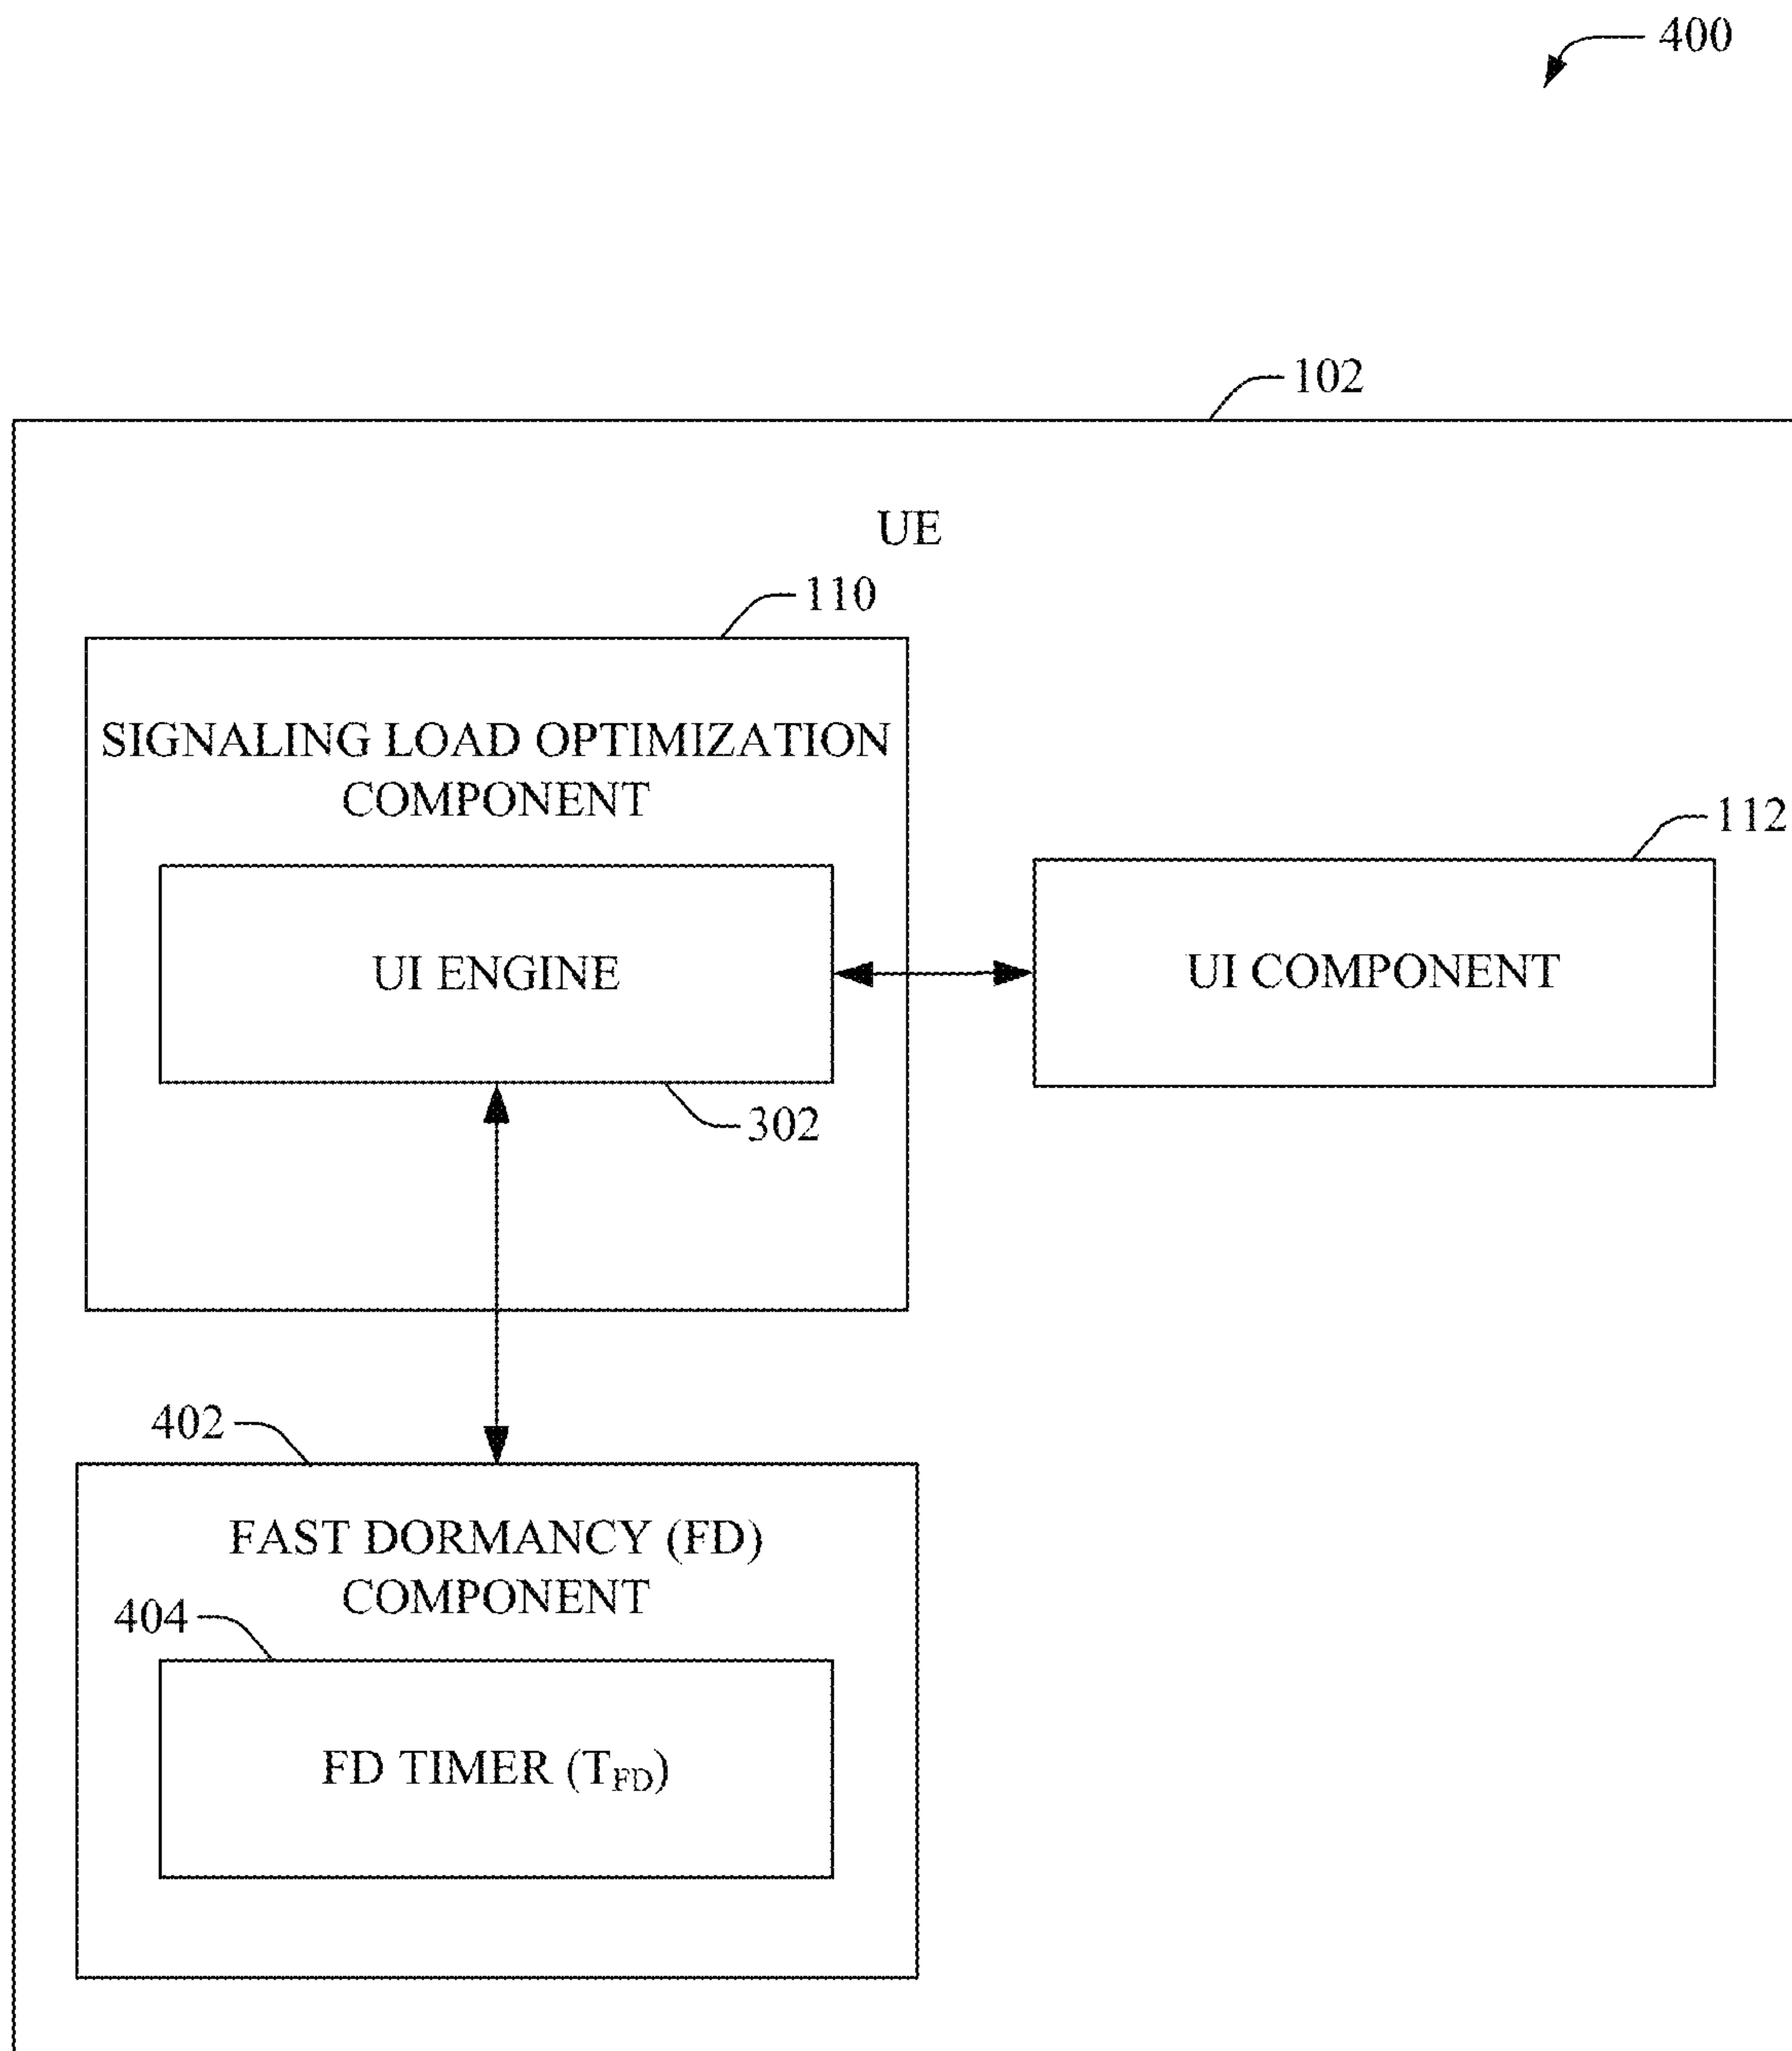 400
102
UE
110
SIGNALING LOAD OPTIMIZATION
COMPONENT
112
UI ENGINE
UI COMPONENT
302
402
FAST DORMANCY (FD)
COMPONENT
404
FD TIMER (TFD)